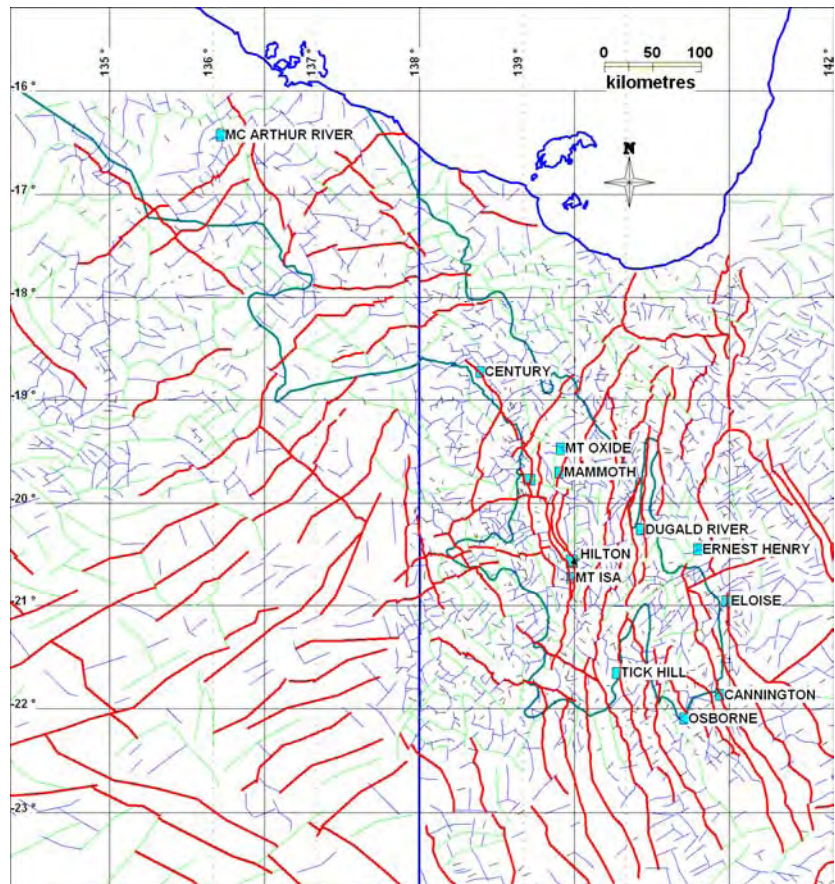 135 °
136 °
137 °
138 °
139 °
142 °
0 50 100
kilometres
-16 °
MC ARTHUR RIVER
N
-17 °
-18 °
CENTURY
-19 °
MT OXIDE
MAMMOTH
-20 °
DUGALD RIVER
HILTON
ERNEST HENRY
MT ISA
ELOISE
-21 °
TICK HILL
CANNINGTON
-22 °
OSBORNE
-23 °